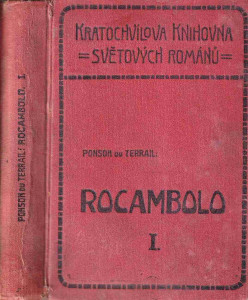 PONSON DU TERRAIL: ROCAMBOLO. I.
KRATOCHVILOVA KNIHOVNA
= SVĚTOVÝCH ROMÁNŮ =
PONSON DU TERRAIL:
ROCAMBOLO
I.